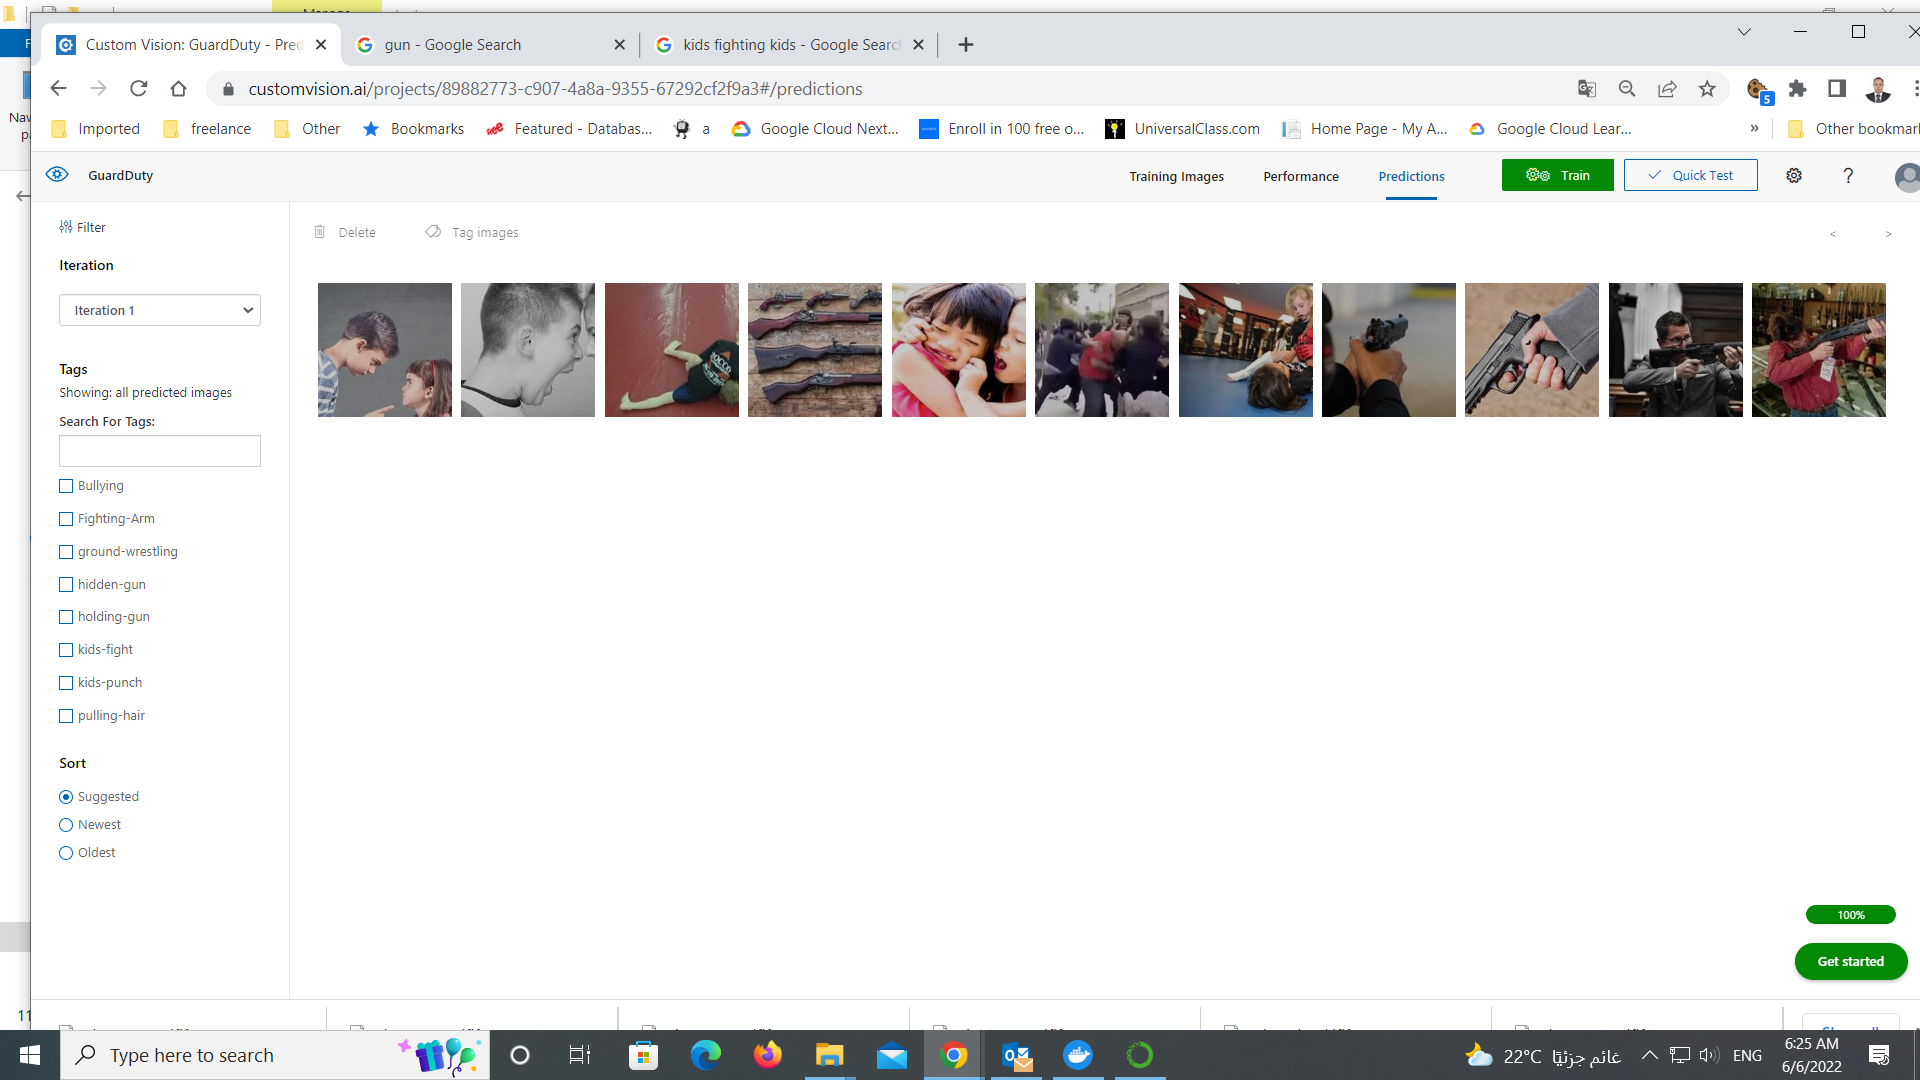 Custom Vision: GuardDuty - Pred
gun - Google Search
kids fighting kids - Google Search
customvision.ai/projects/89882773-c907-4a8a-9355-67292cf2f9a3#/predictions
5
Imported
freelance
Other
Bookmarks
Featured - Databas...
a
Google Cloud Next...
Enroll in 100 free o...
UniversalClass.com
Home Page - My A...
Google Cloud Lear...
»
Other bookmark
GuardDuty
Training Images
Performance
Predictions
Train
Quick Test
?
Filter
Delete
Tag images
<
>
Iteration
Iteration 1
Tags
Showing: all predicted images
Search For Tags:
Bullying
Fighting-Arm
ground-wrestling
hidden-gun
holding-gun
kids-fight
kids-punch
pulling-hair
Sort
Suggested
Newest
Oldest
100%
Get started
11
Type here to search
22°C غائم جزئيًا
ENG
6:25 AM
6/6/2022